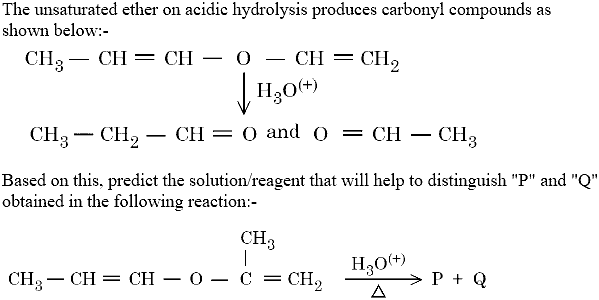 The unsaturated ether on acidic hydrolysis produces carbonyl compounds as
shown below:-
CH₃ — CH = CH — O — CH = CH₂
H₃O⁽⁺⁾
CH₃ — CH₂ — CH = O and O = CH — CH₃
Based on this, predict the solution/reagent that will help to distinguish "P" and "Q"
obtained in the following reaction:-
CH₃
CH₃ — CH = CH — O — C = CH₂ H₃O⁽⁺⁾ P + Q
△